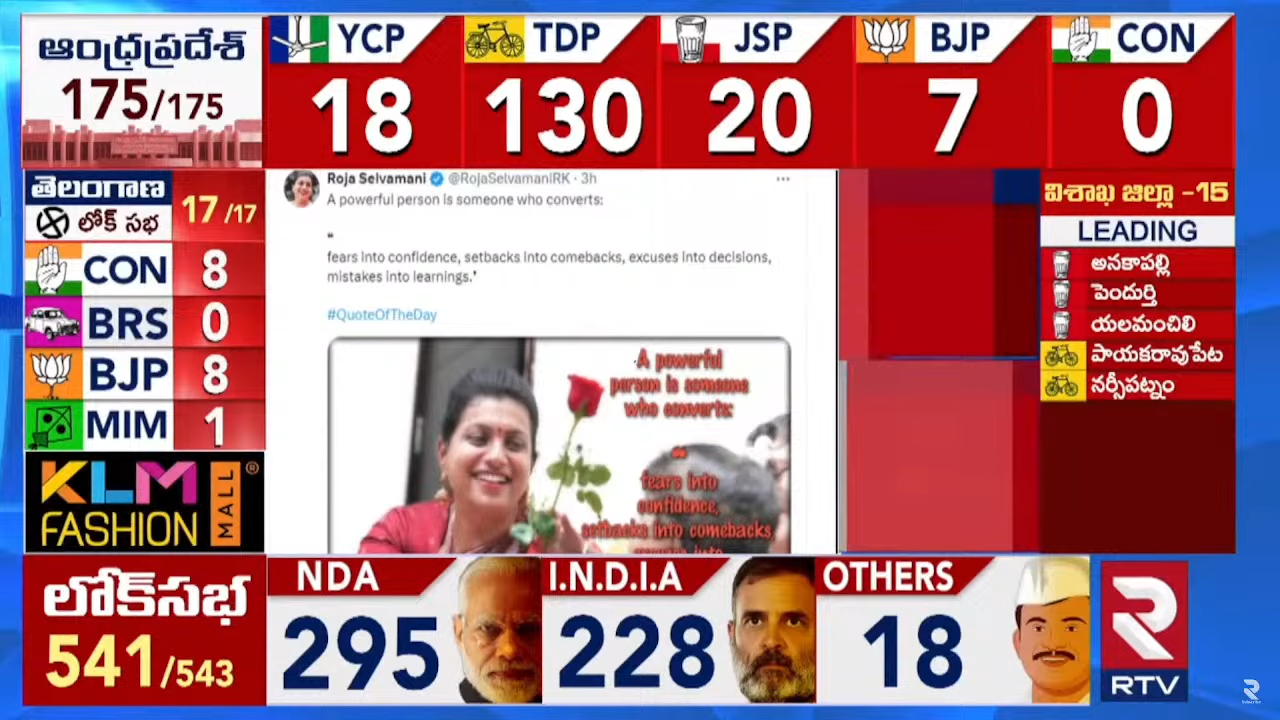 ఆంధ్రప్రదేశ్
175/175
YCP
18
TDP
130
JSP
20
BJP
7
CON
0
తెలంగాణ
లోక్ సభ
17/17
CON 8
BRS 0
BJP 8
MIM 1
KLM
FASHION
MALL
®
Roja Selvamani @RojaSelvamaniRK · 3h
A powerful person is someone who converts:
❝
fears into confidence, setbacks into comebacks, excuses into decisions,
mistakes into learnings.❜
#QuoteOfTheDay
A powerful
person is someone
who converts:
❝
fears into
confidence,
setbacks into comebacks,
excuses into
విశాఖ జిల్లా -15
LEADING
అనకాపల్లి
పెందుర్తి
యలమంచిలి
పాయకరావుపేట
నర్సీపట్నం
లోక్‌సభ
541/543
NDA
295
I.N.D.I.A
228
OTHERS
18
RTV
Subscribe